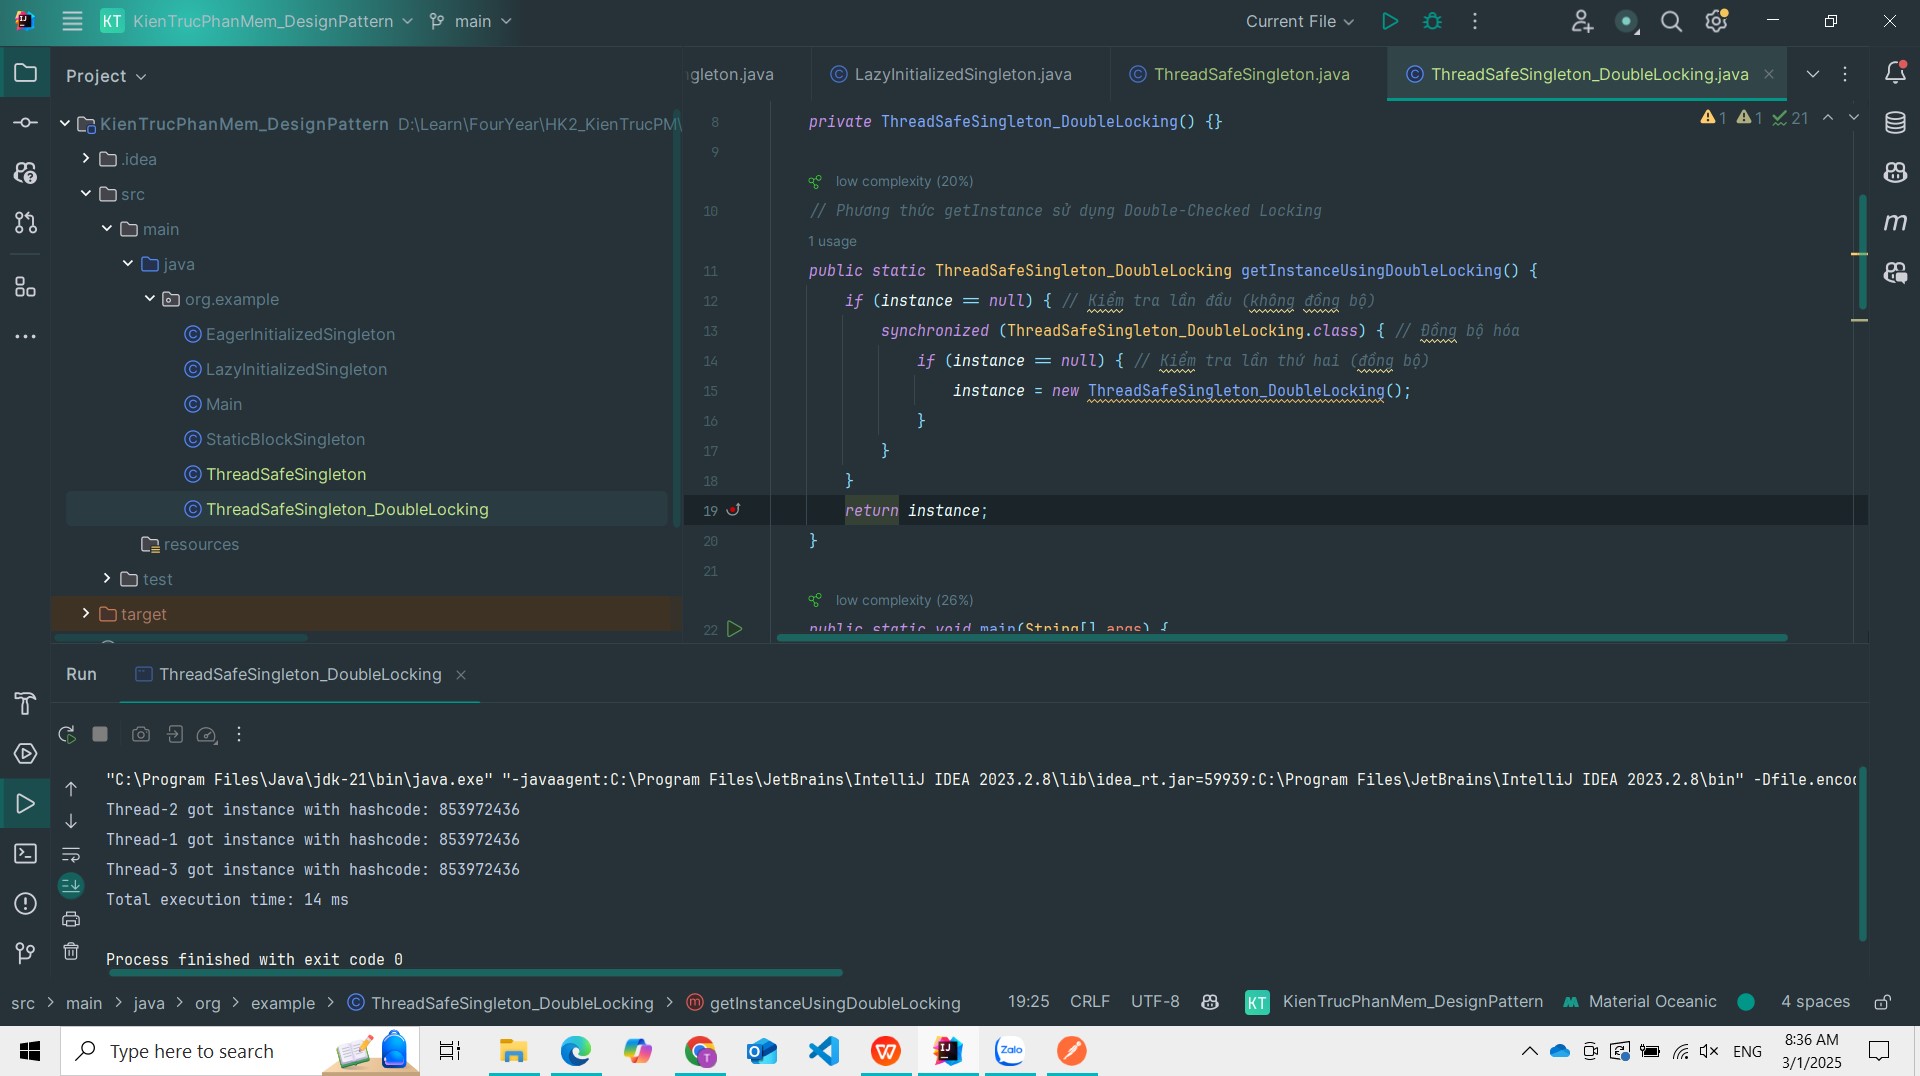 KT KienTrucPhanMem_DesignPattern main Current File
Project
gleton.java LazyInitializedSingleton.java ThreadSafeSingleton.java ThreadSafeSingleton_DoubleLocking.java
KienTrucPhanMem_DesignPattern D:\Learn\FourYear\HK2_KienTrucPM\
.idea
src
main
java
org.example
EagerInitializedSingleton
LazyInitializedSingleton
Main
StaticBlockSingleton
ThreadSafeSingleton
ThreadSafeSingleton_DoubleLocking
resources
test
target
1 1 21
8 private ThreadSafeSingleton_DoubleLocking() {}
9
low complexity (20%)
10 // Phương thức getInstance sử dụng Double-Checked Locking
1 usage
11 public static ThreadSafeSingleton_DoubleLocking getInstanceUsingDoubleLocking() {
12 if (instance == null) { // Kiểm tra lần đầu (không đồng bộ)
13 synchronized (ThreadSafeSingleton_DoubleLocking.class) { // Đồng bộ hóa
14 if (instance == null) { // Kiểm tra lần thứ hai (đồng bộ)
15 instance = new ThreadSafeSingleton_DoubleLocking();
16 }
17 }
18 }
19 return instance;
20 }
21
low complexity (26%)
22 public static void main(String[] args) {
Run ThreadSafeSingleton_DoubleLocking
"C:\Program Files\Java\jdk-21\bin\java.exe" "-javaagent:C:\Program Files\JetBrains\IntelliJ IDEA 2023.2.8\lib\idea_rt.jar=59939:C:\Program Files\JetBrains\IntelliJ IDEA 2023.2.8\bin" -Dfile.enco
Thread-2 got instance with hashcode: 853972436
Thread-1 got instance with hashcode: 853972436
Thread-3 got instance with hashcode: 853972436
Total execution time: 14 ms
Process finished with exit code 0
src main java org example ThreadSafeSingleton_DoubleLocking getInstanceUsingDoubleLocking 19:25 CRLF UTF-8 KT KienTrucPhanMem_DesignPattern Material Oceanic 4 spaces
Type here to search
Zalo
ENG
8:36 AM
3/1/2025